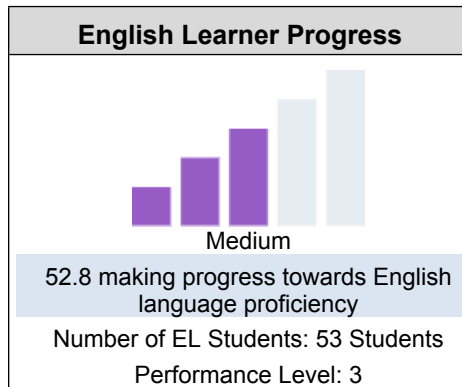 English Learner Progress
Medium
52.8 making progress towards English
language proficiency
Number of EL Students: 53 Students
Performance Level: 3